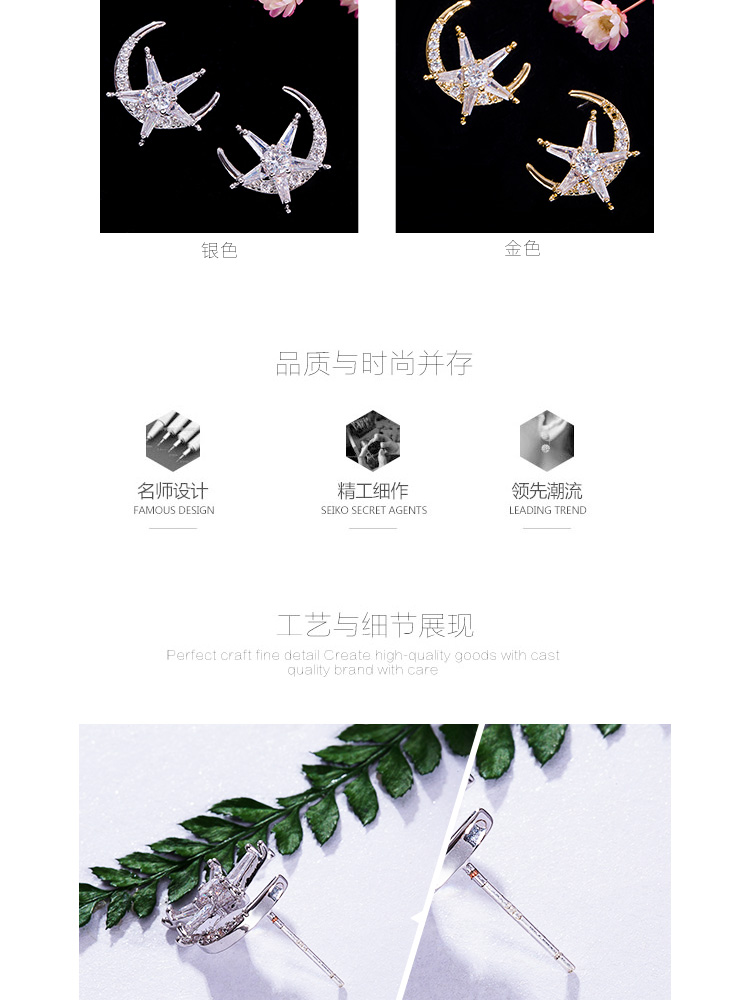 银色
金色
品质与时尚并存
名师设计
FAMOUS DESIGN
精工细作
SEIKO SECRET AGENTS
领先潮流
LEADING TREND
工艺与细节展现
Perfect craft fine detail Create high-quality goods with cast
quality brand with care